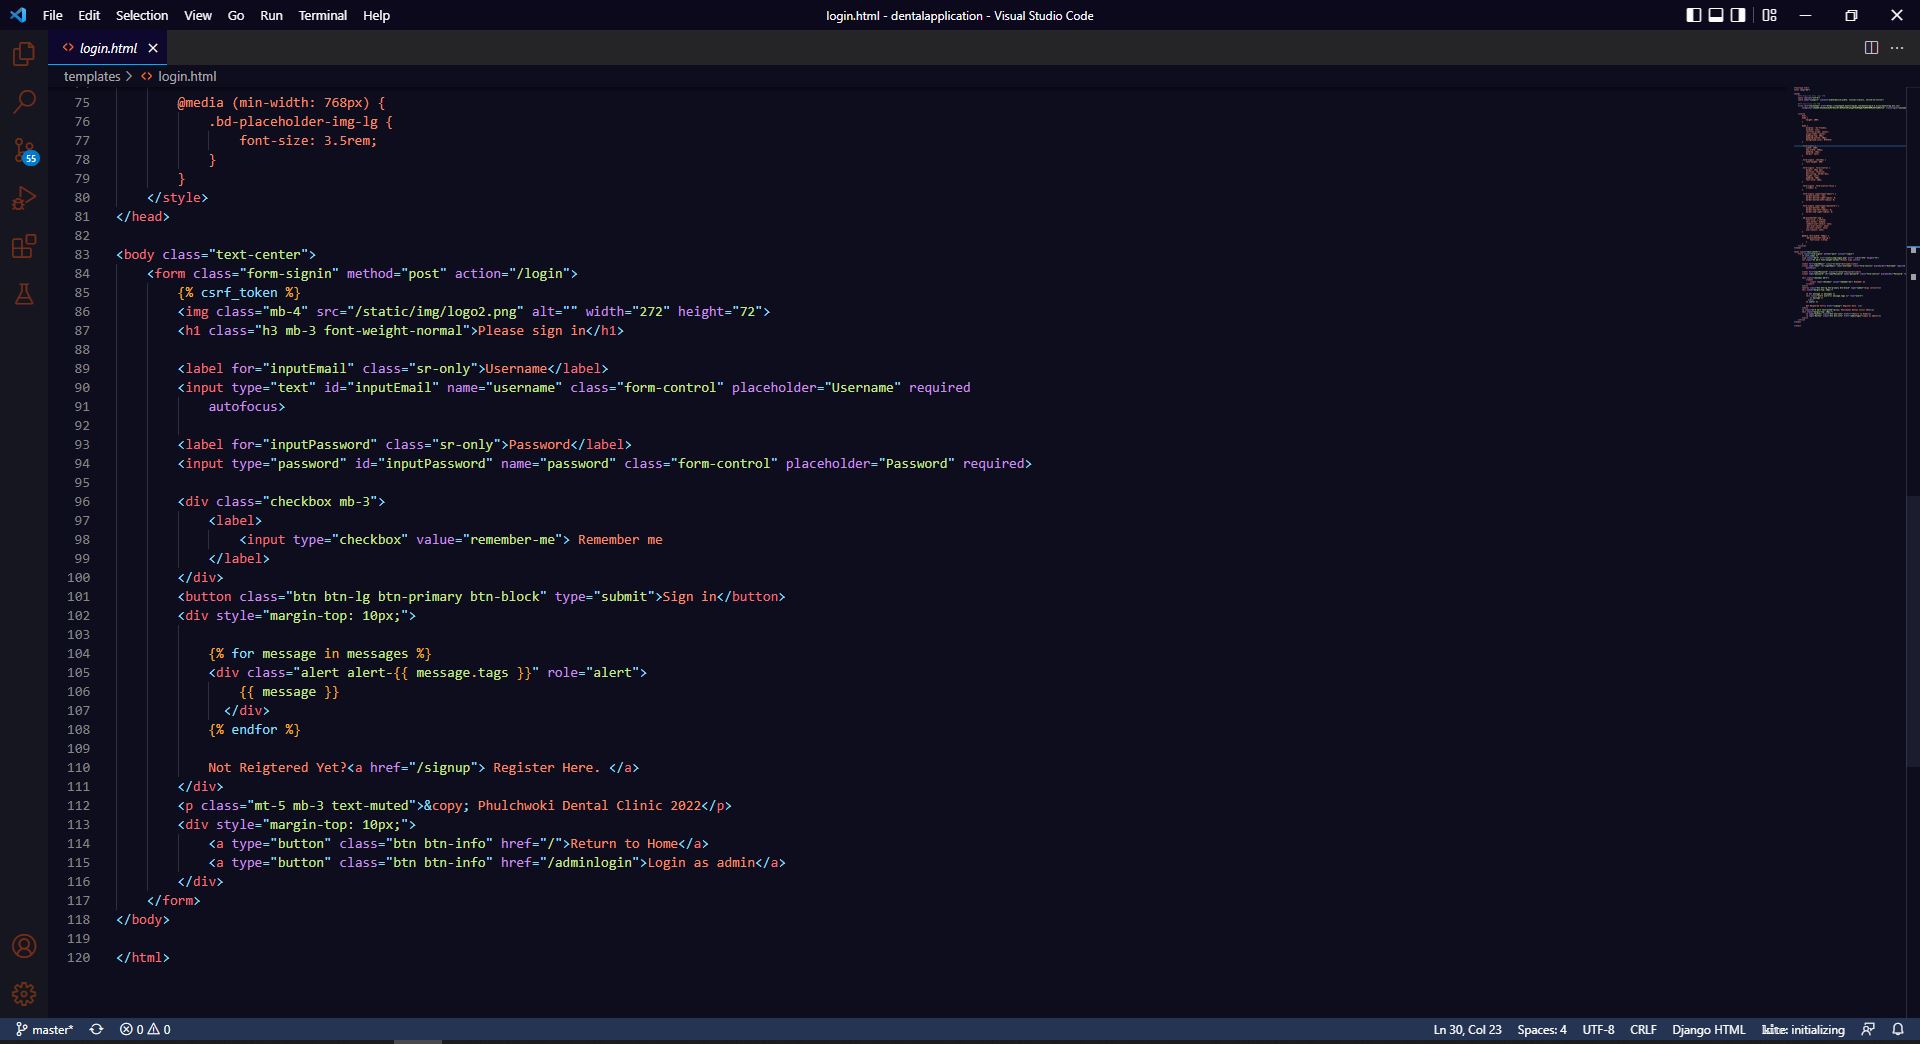 File Edit Selection View Go Run Terminal Help
login.html - dentalapplication - Visual Studio Code
login.html
templates > login.html
55
75 @media (min-width: 768px) {
76 .bd-placeholder-img-lg {
77 font-size: 3.5rem;
78 }
79 }
80 </style>
81 </head>
82
83 <body class="text-center">
84 <form class="form-signin" method="post" action="/login">
85 {% csrf_token %}
86 <img class="mb-4" src="/static/img/logo2.png" alt="" width="272" height="72">
87 <h1 class="h3 mb-3 font-weight-normal">Please sign in</h1>
88
89 <label for="inputEmail" class="sr-only">Username</label>
90 <input type="text" id="inputEmail" name="username" class="form-control" placeholder="Username" required
91 autofocus>
92
93 <label for="inputPassword" class="sr-only">Password</label>
94 <input type="password" id="inputPassword" name="password" class="form-control" placeholder="Password" required>
95
96 <div class="checkbox mb-3">
97 <label>
98 <input type="checkbox" value="remember-me"> Remember me
99 </label>
100 </div>
101 <button class="btn btn-lg btn-primary btn-block" type="submit">Sign in</button>
102 <div style="margin-top: 10px;">
103
104 {% for message in messages %}
105 <div class="alert alert-{{ message.tags }}" role="alert">
106 {{ message }}
107 </div>
108 {% endfor %}
109
110 Not Reigtered Yet?<a href="/signup"> Register Here. </a>
111 </div>
112 <p class="mt-5 mb-3 text-muted">&copy; Phulchwoki Dental Clinic 2022</p>
113 <div style="margin-top: 10px;">
114 <a type="button" class="btn btn-info" href="/">Return to Home</a>
115 <a type="button" class="btn btn-info" href="/adminlogin">Login as admin</a>
116 </div>
117 </form>
118 </body>
119
120 </html>
master* 0 0 Ln 30, Col 23 Spaces: 4 UTF-8 CRLF Django HTML kite: initializing